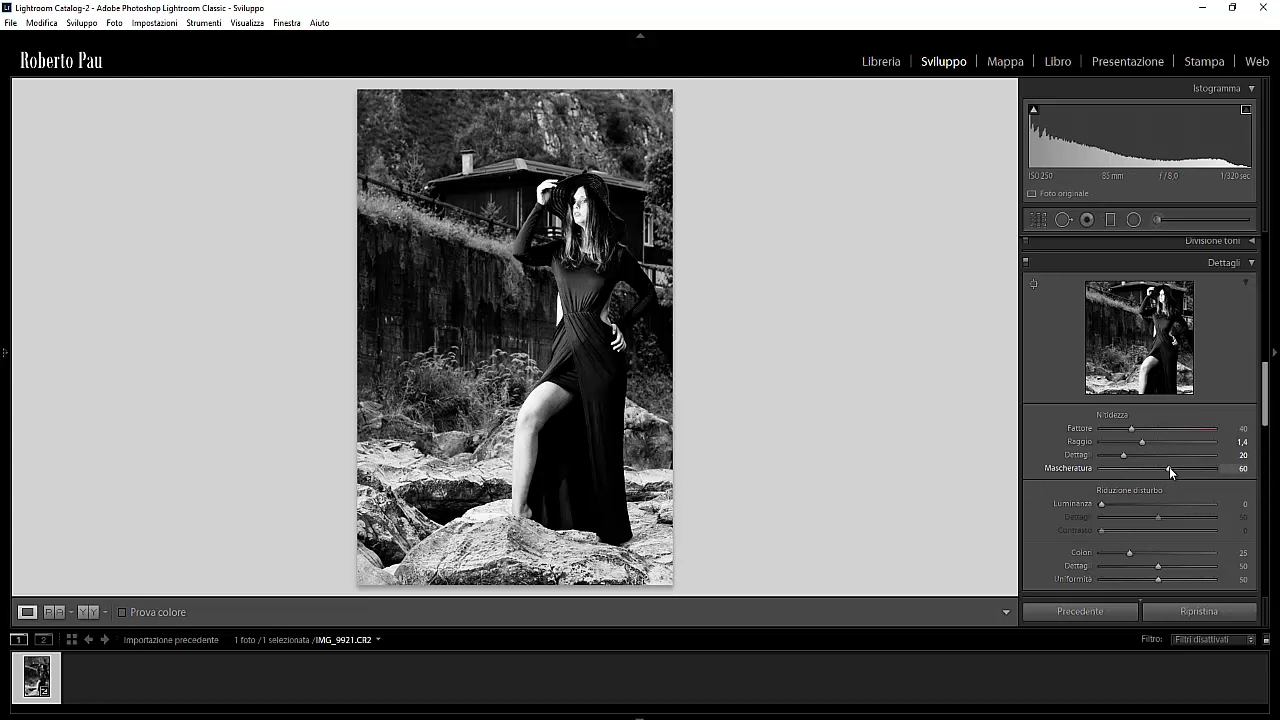 Lightroom Catalog-2 - Adobe Photoshop Lightroom Classic - Sviluppo
File Modifica Sviluppo Foto Impostazioni Strumenti Visualizza Finestra Aiuto
Roberto Pau
Libreria | Sviluppo | Mappa | Libro | Presentazione | Stampa | Web
Istogramma
ISO 250 85 mm f / 8,0 1/320 sec
Foto originale
Divisione toni
Dettagli
Nitidezza
Fattore 40
Raggio 1,4
Dettagli 20
Mascheratura 60
Riduzione disturbo
Luminanza 0
Dettagli 50
Contrasto 0
Colori 25
Dettagli 50
Uniformità 50
Prova colore
Precedente Ripristina
1 2 Importazione precedente 1 foto /1 selezionata /IMG_9921.CR2 Filtro: Filtri disattivati